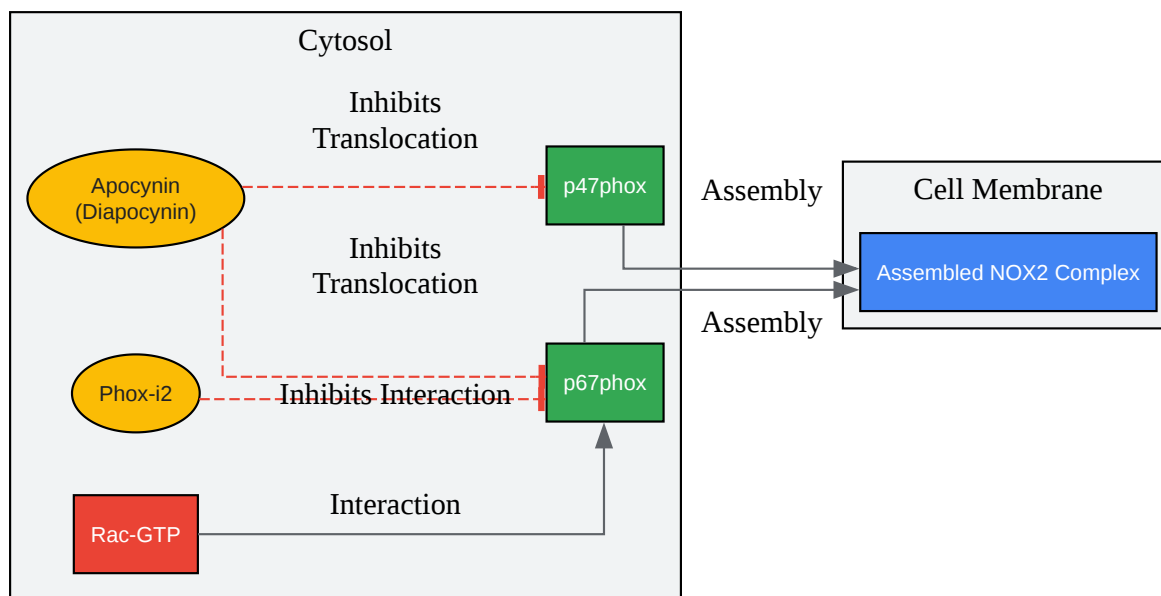 Cytosol
Inhibits
Translocation
Apocynin
(Diapocynin)
p47phox
Assembly
Cell Membrane
Assembled NOX2 Complex
Inhibits
Translocation
Assembly
Phox-i2
Inhibits Interaction
p67phox
Interaction
Rac-GTP